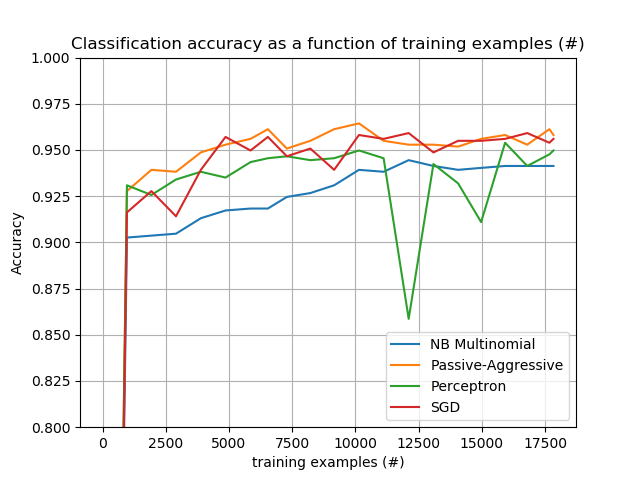 Classification accuracy as a function of training examples (#)
1.000
0.975
0.950
0.925
0.900
0.875
0.850
0.825
0.800
Accuracy
NB Multinomial
Passive-Aggressive
Perceptron
SGD
0 2500 5000 7500 10000 12500 15000 17500
training examples (#)